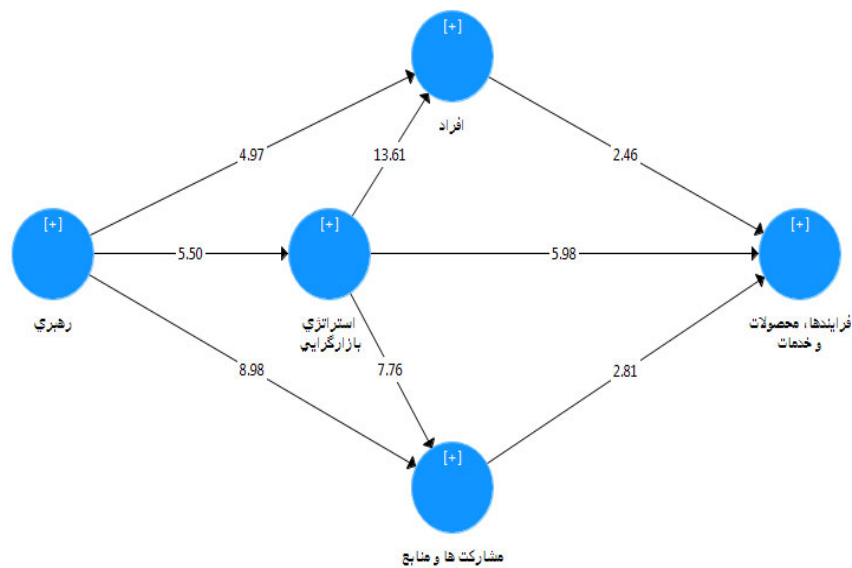 [+]
افراد
4.97
13.61
2.46
[+]
[+]
[+]
5.50
5.98
رهبري
استراتژي
بازارگرايي
فرايندها، محصولات
و خدمات
8.98
7.76
2.81
[+]
مشاركت ها و منابع